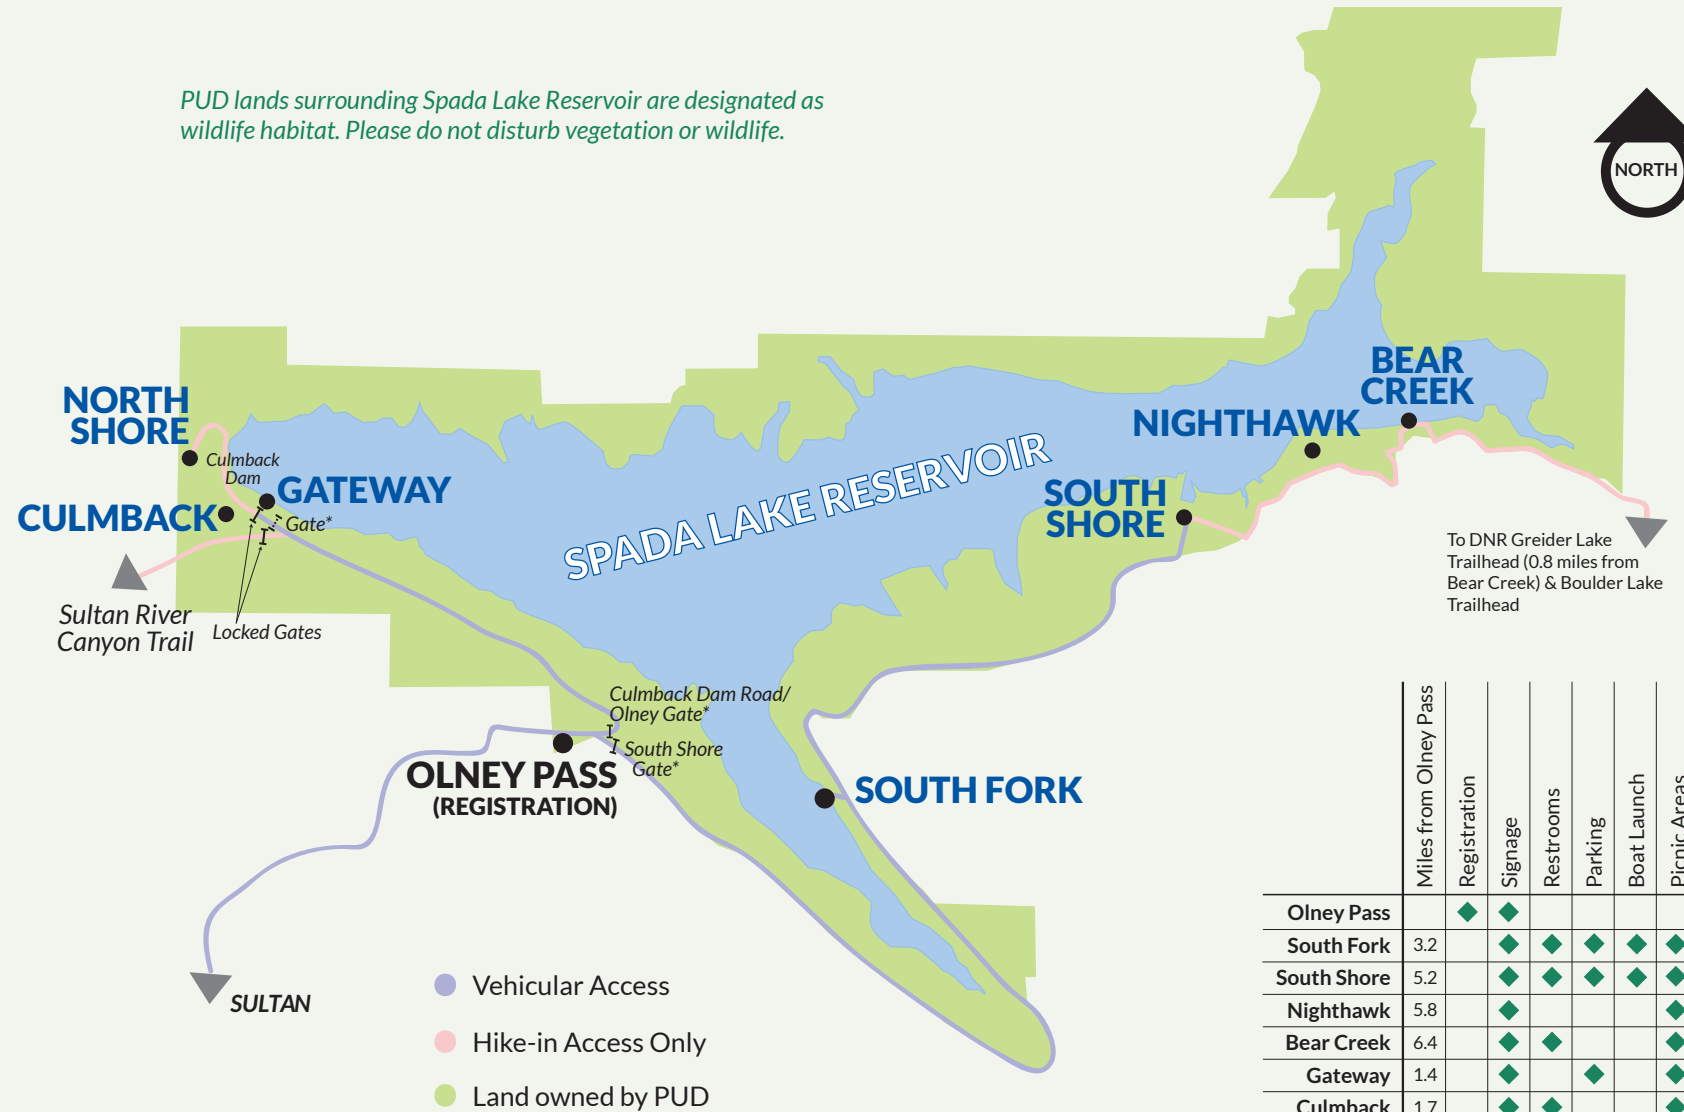 PUD lands surrounding Spada Lake Reservoir are designated as
wildlife habitat. Please do not disturb vegetation or wildlife.
NORTH
NORTH
SHORE
Culmback
Dam
GATEWAY
CULMBACK
Gate*
Sultan River
Canyon Trail
Locked Gates
SPADA LAKE RESERVOIR
BEAR
CREEK
NIGHTHAWK
SOUTH
SHORE
To DNR Greider Lake
Trailhead (0.8 miles from
Bear Creek) & Boulder Lake
Trailhead
Culmback Dam Road/
Olney Gate*
South Shore
Gate*
OLNEY PASS
(REGISTRATION)
SOUTH FORK
SULTAN
Vehicular Access
Hike-in Access Only
Land owned by PUD
Miles from Olney Pass
Registration
Signage
Restrooms
Parking
Boat Launch
Picnic Areas
Olney Pass
South Fork 3.2
South Shore 5.2
Nighthawk 5.8
Bear Creek 6.4
Gateway 1.4
Culmback 1.7